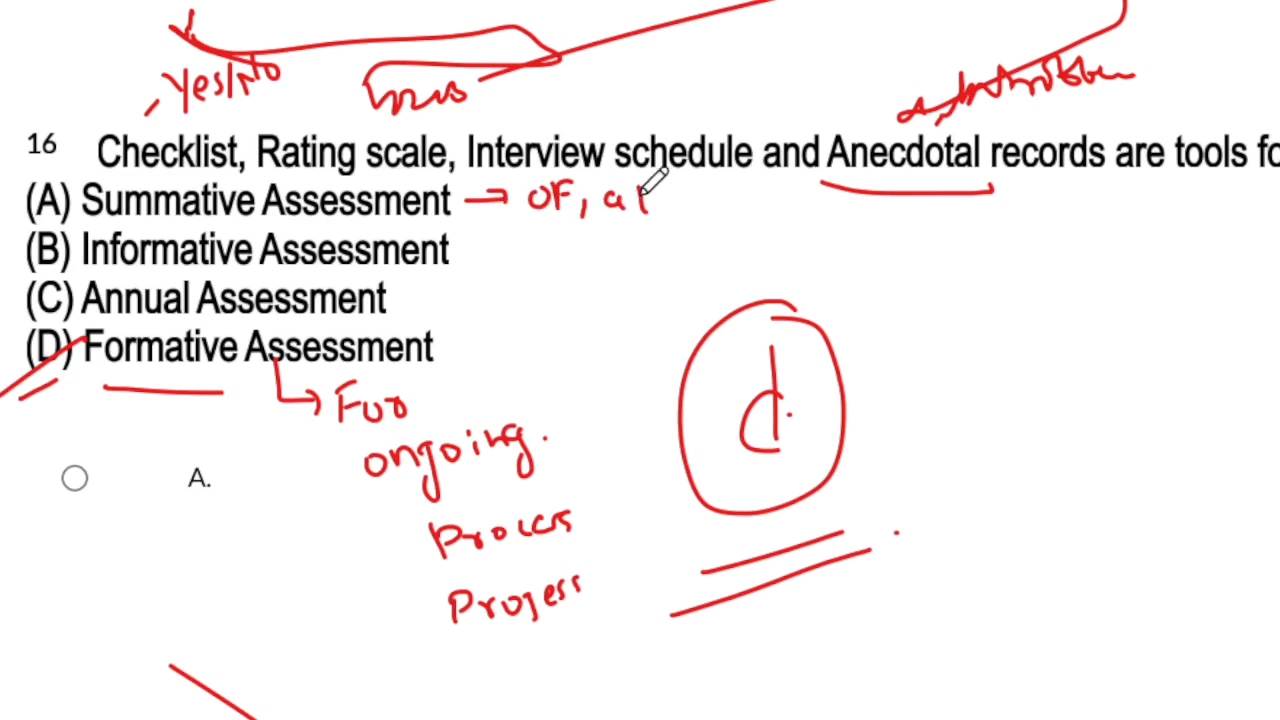 Yes/No
16 Checklist, Rating scale, Interview schedule and Anecdotal records are tools fo
(A) Summative Assessment → OF, at
(B) Informative Assessment
(C) Annual Assessment
(D) Formative Assessment
For
ongoing.
d
A.
Process
Progess